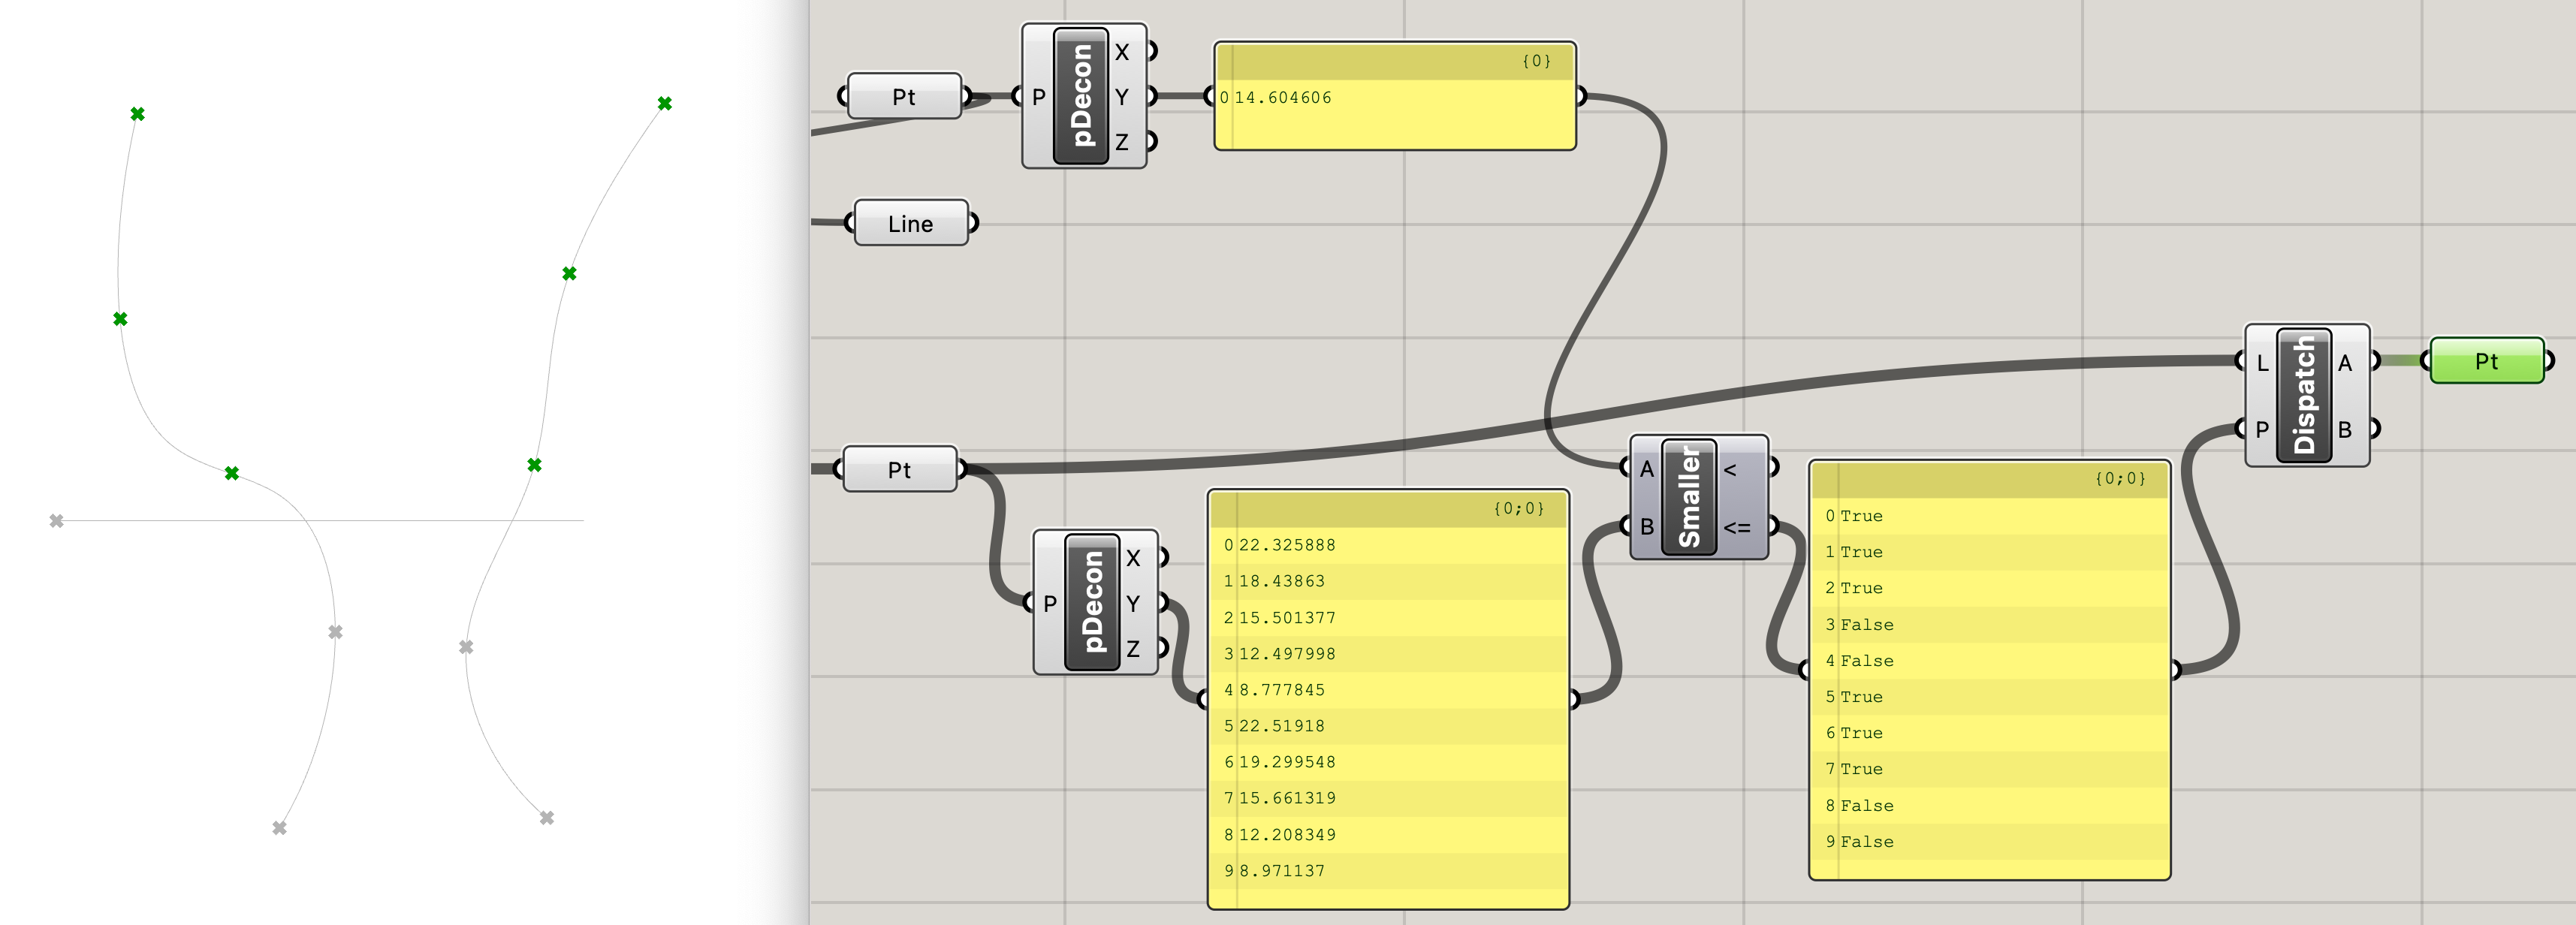 Pt
P
pDecon
X
Y
Z
{0}
0 14.604606
Line
Pt
P
pDecon
X
Y
Z
{0;0}
0 22.325888
1 18.43863
2 15.501377
3 12.497998
4 8.777845
5 22.51918
6 19.299548
7 15.661319
8 12.208349
9 8.971137
A
B
Smaller
<
<=
{0;0}
0 True
1 True
2 True
3 False
4 False
5 True
6 True
7 True
8 False
9 False
L
P
Dispatch
A
B
Pt